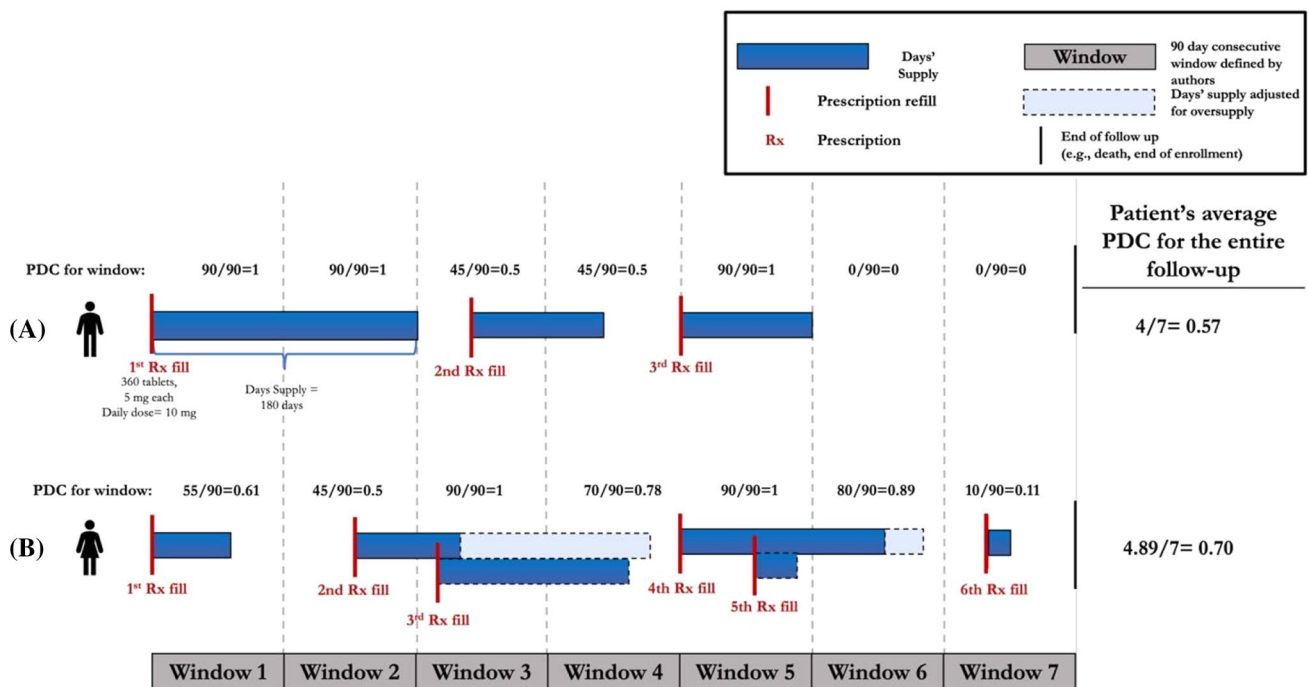 Days'
Supply
Window
90 day consecutive
window defined by
authors
Prescription refill
Days' supply adjusted
for oversupply
Rx
Prescription
End of follow up
(e.g., death, end of enrollment)
Patient's average
PDC for the entire
follow-up
PDC for window:
90/90=1
90/90=1
45/90=0.5
45/90=0.5
90/90=1
0/90=0
0/90=0
(A)
4/7= 0.57
1st Rx fill
360 tablets,
5 mg each
Daily dose= 10 mg
Days Supply =
180 days
2nd Rx fill
3rd Rx fill
PDC for window:
55/90=0.61
45/90=0.5
90/90=1
70/90=0.78
90/90=1
80/90=0.89
10/90=0.11
(B)
4.89/7= 0.70
1st Rx fill
2nd Rx fill
3rd Rx fill
4th Rx fill
5th Rx fill
6th Rx fill
Window 1
Window 2
Window 3
Window 4
Window 5
Window 6
Window 7